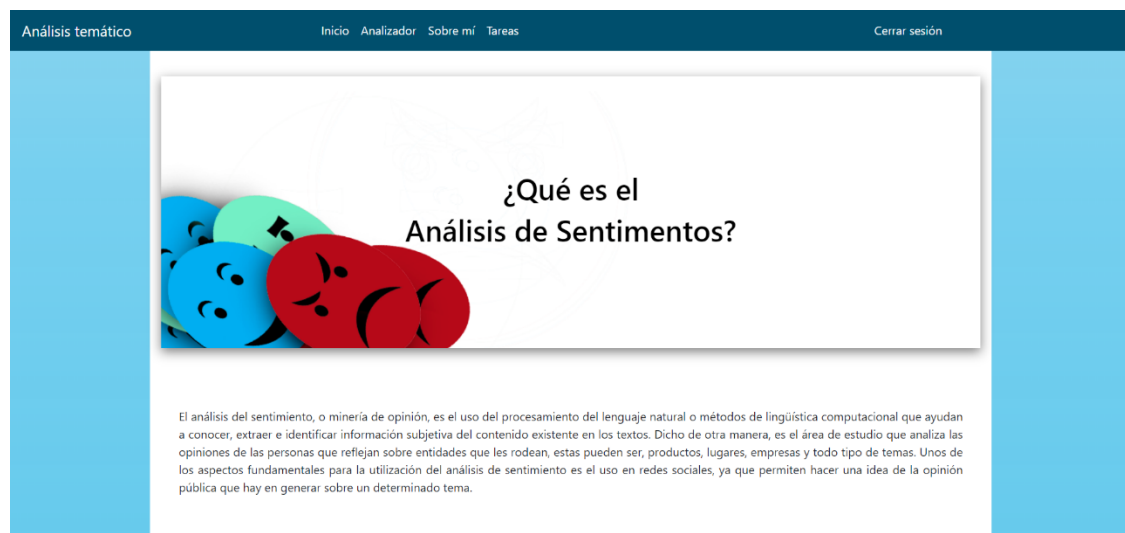 Análisis temático
Inicio Analizador Sobre mí Tareas
Cerrar sesión
¿Qué es el
Análisis de Sentimentos?
El análisis del sentimiento, o minería de opinión, es el uso del procesamiento del lenguaje natural o métodos de lingüística computacional que ayudan
a conocer, extraer e identificar información subjetiva del contenido existente en los textos. Dicho de otra manera, es el área de estudio que analiza las
opiniones de las personas que reflejan sobre entidades que les rodean, estas pueden ser, productos, lugares, empresas y todo tipo de temas. Unos de
los aspectos fundamentales para la utilización del análisis de sentimiento es el uso en redes sociales, ya que permiten hacer una idea de la opinión
pública que hay en generar sobre un determinado tema.